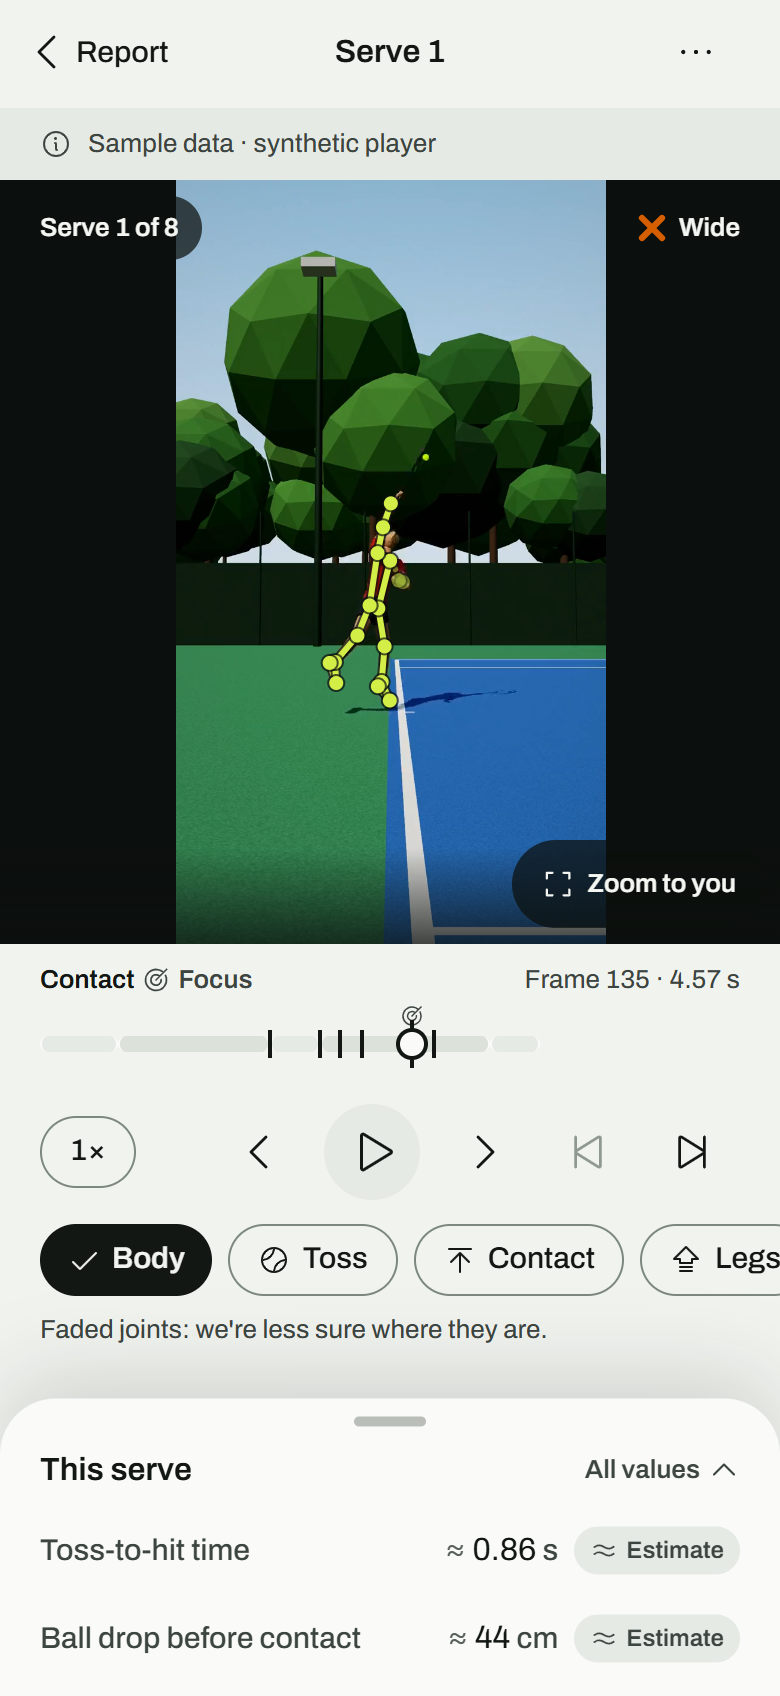 Report
Serve 1
Sample data · synthetic player
Serve 1 of 8
Wide
Zoom to you
Contact Focus
Frame 135 · 4.57 s
1×
Body
Toss
Contact
Legs
Faded joints: we're less sure where they are.
This serve
All values
Toss-to-hit time
≈ 0.86 s
Estimate
Ball drop before contact
≈ 44 cm
Estimate